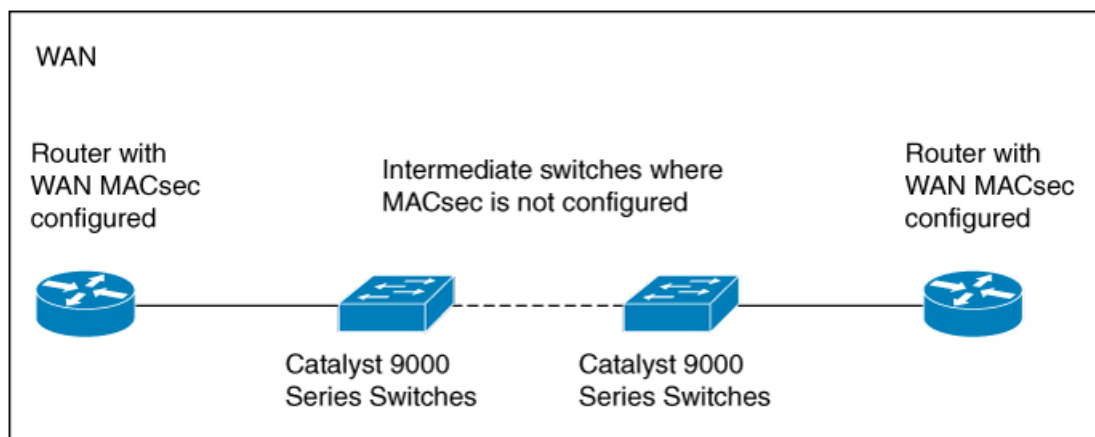 WAN
Router with
WAN MACsec
configured
Intermediate switches where
MACsec is not configured
Router with
WAN MACsec
configured
Catalyst 9000
Series Switches
Catalyst 9000
Series Switches